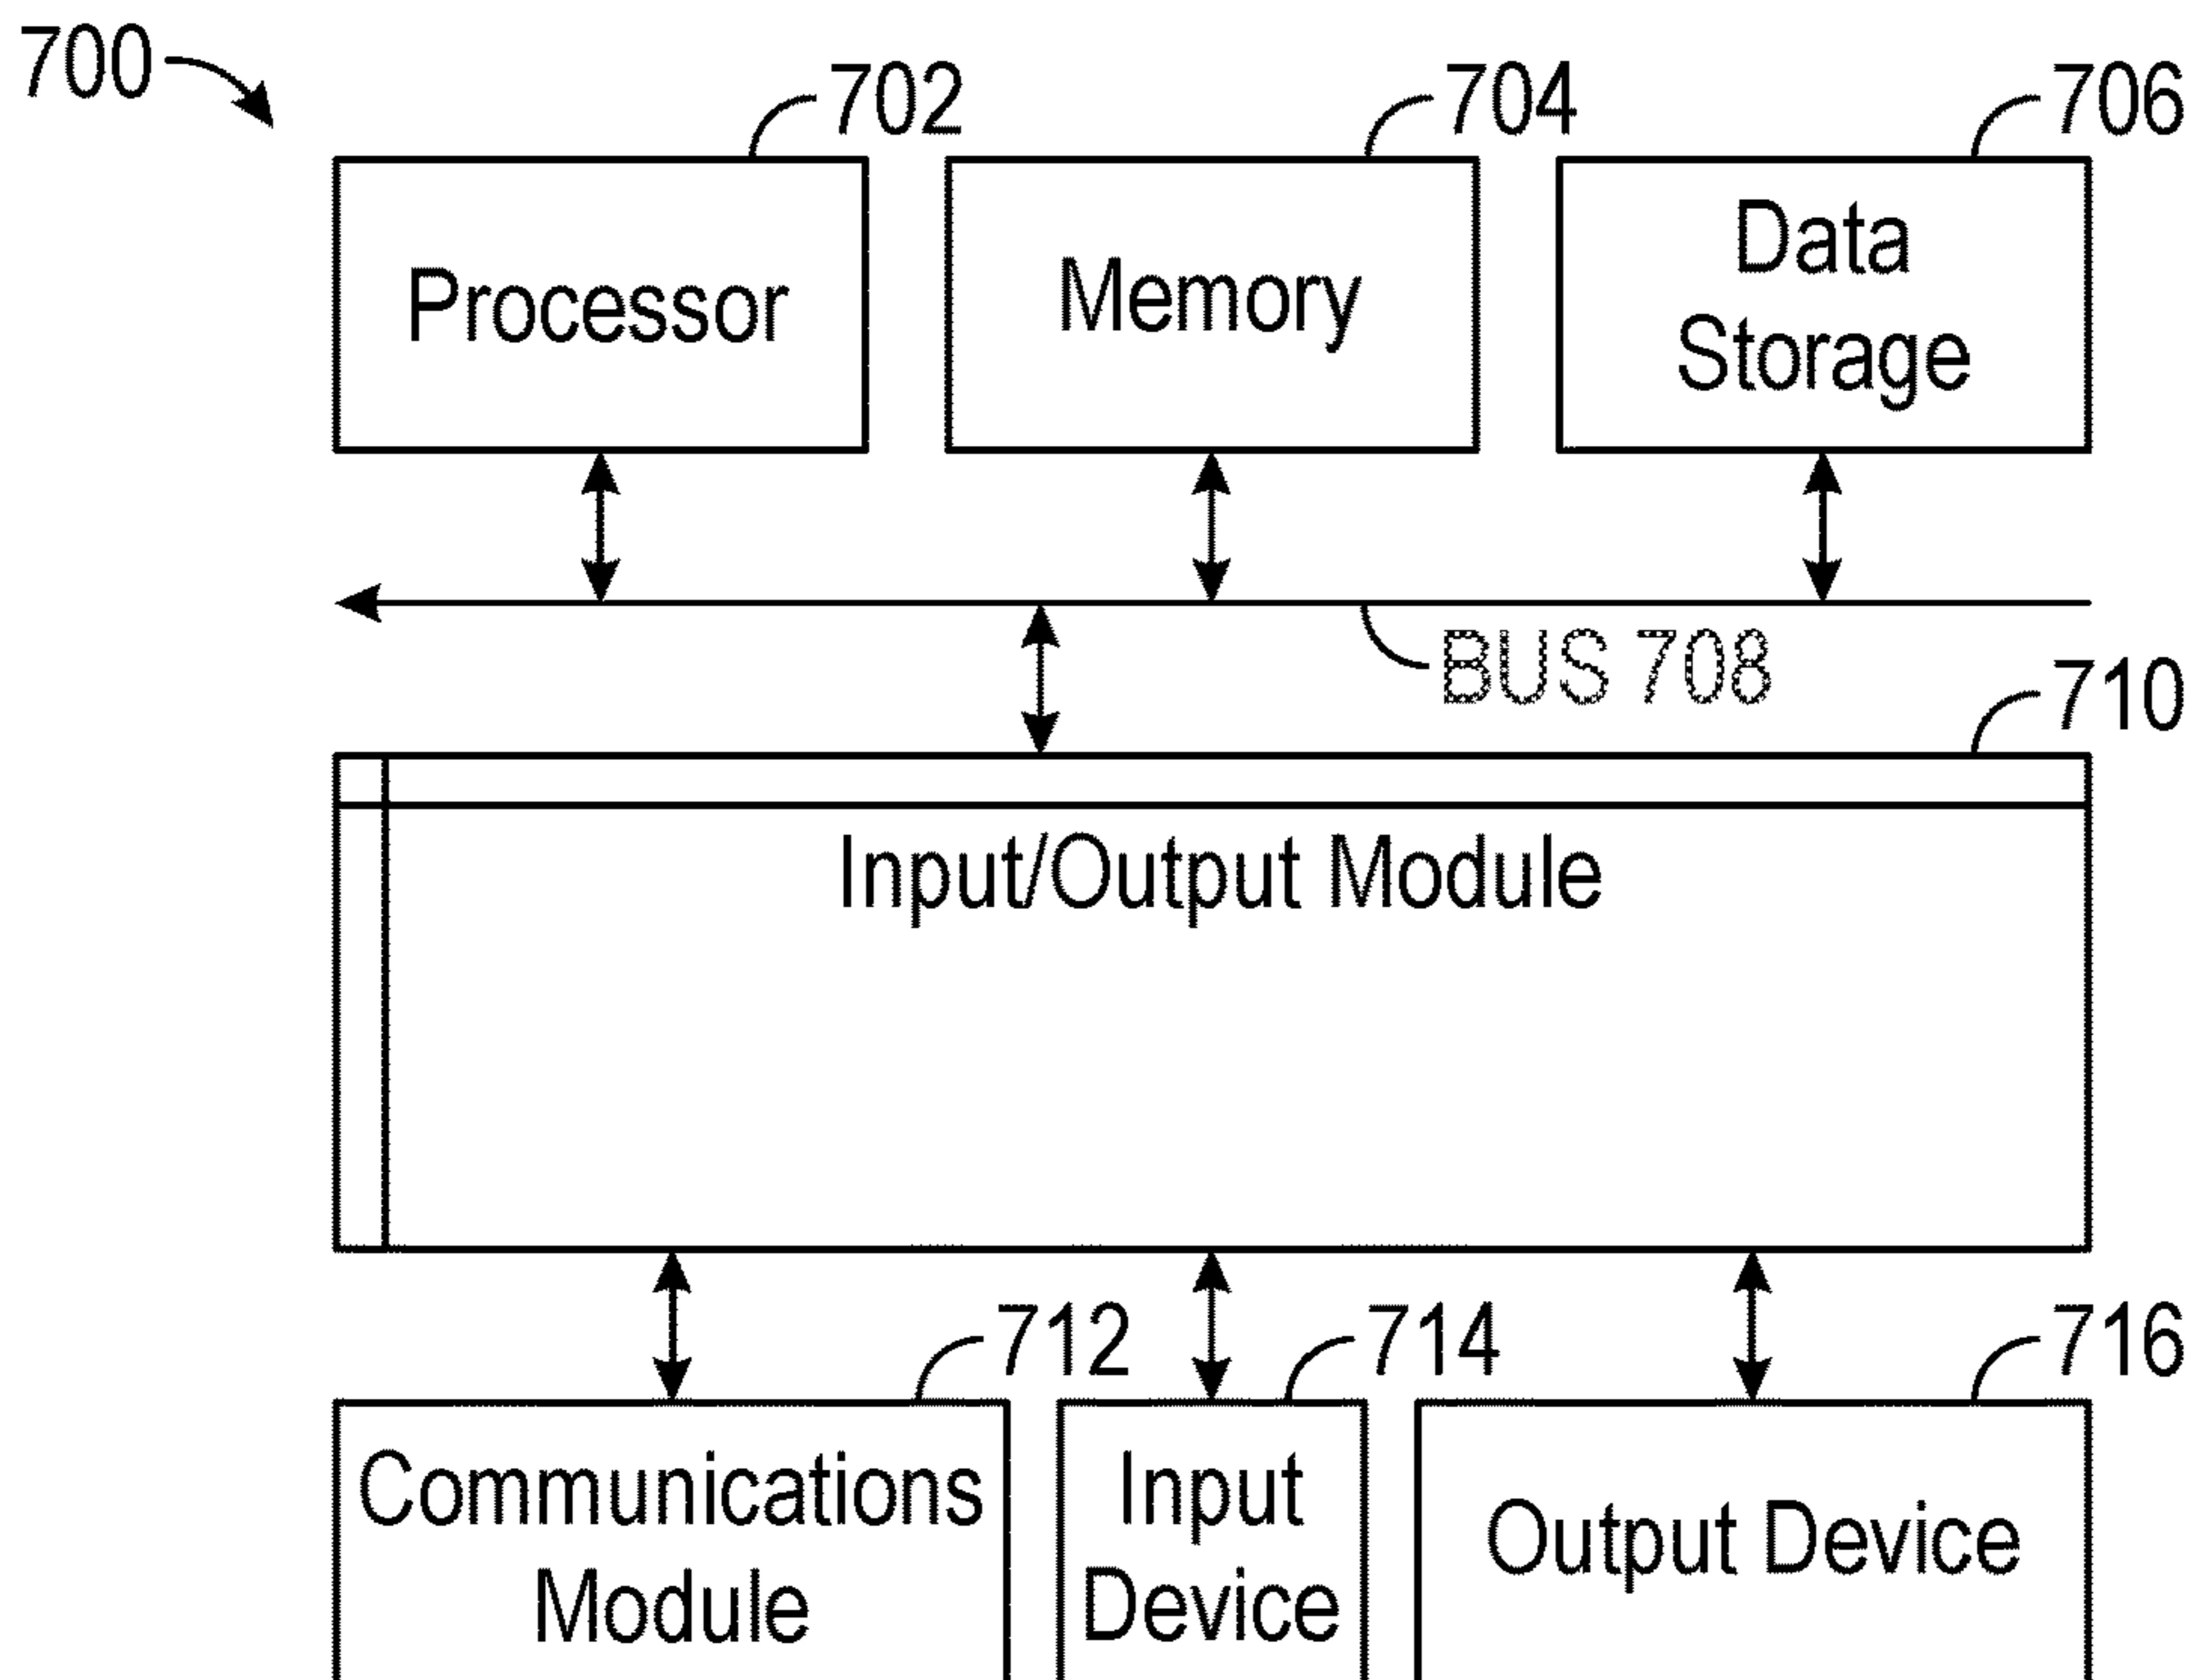 700
702
704
706
Processor
Memory
Data
Storage
BUS 708
710
Input/Output Module
712
714
716
Communications
Module
Input
Device
Output Device